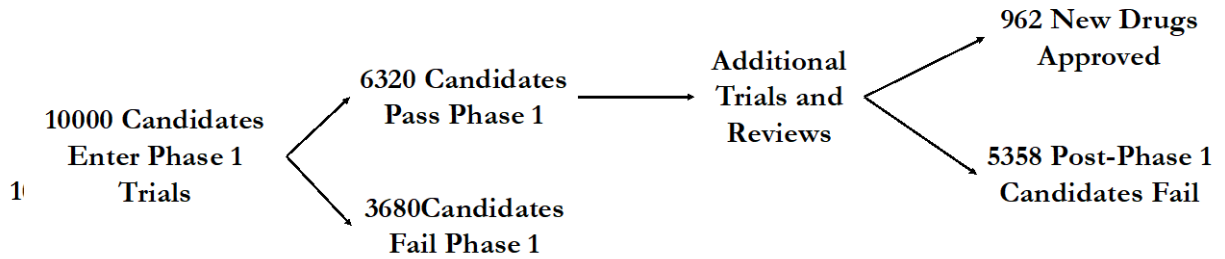 10000 Candidates
Enter Phase 1
Trials
6320 Candidates
Pass Phase 1
3680Candidates
Fail Phase 1
Additional
Trials and
Reviews
962 New Drugs
Approved
5358 Post-Phase 1
Candidates Fail